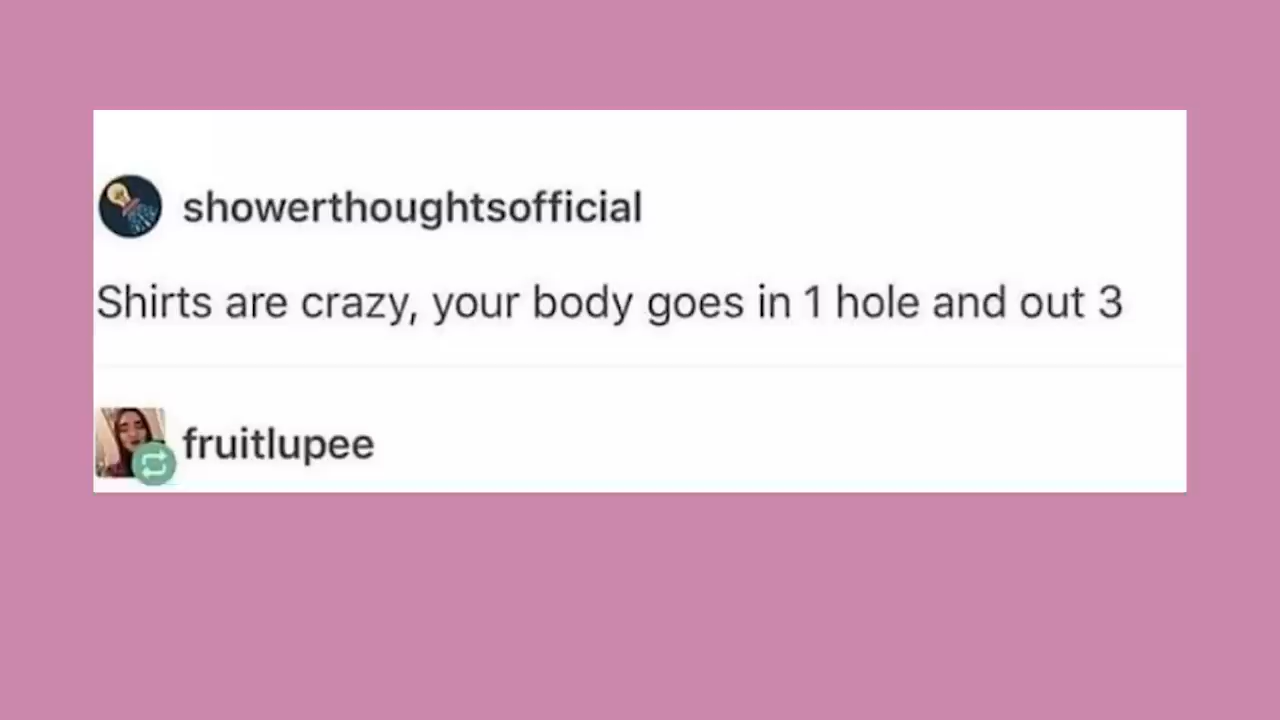 showerthoughtsofficial
Shirts are crazy, your body goes in 1 hole and out 3
fruitlupee